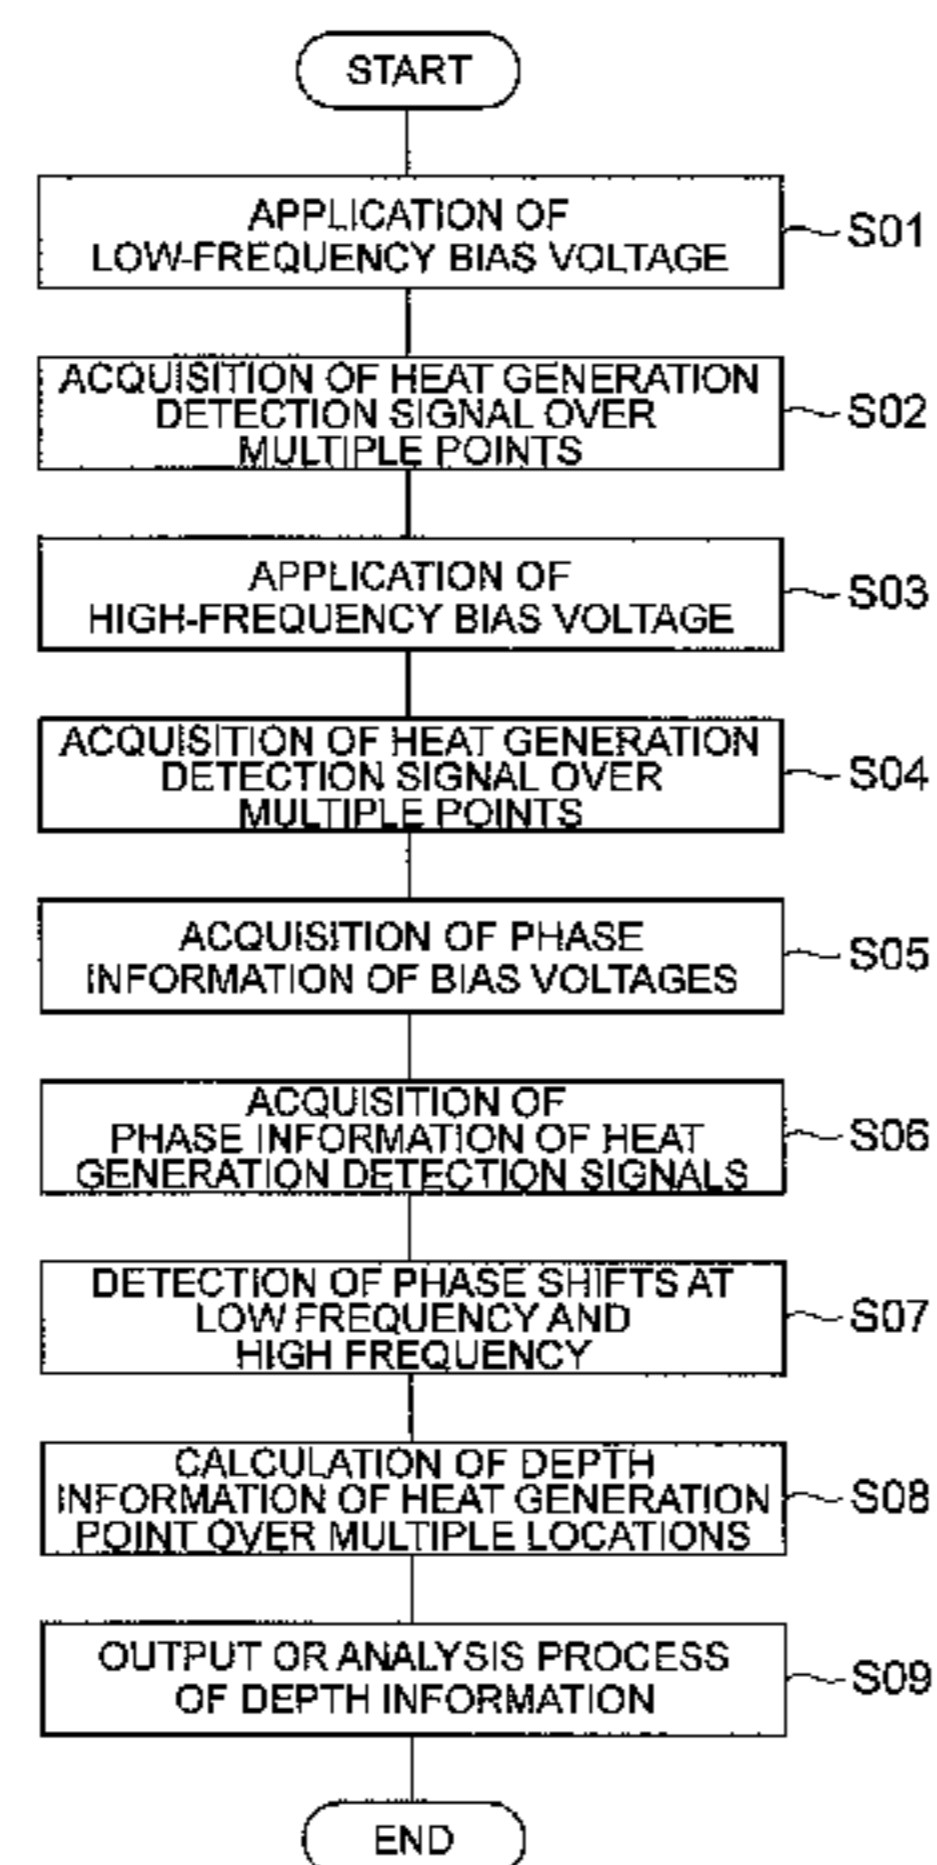 START
APPLICATION OF
LOW-FREQUENCY BIAS VOLTAGE
S01
ACQUISITION OF HEAT GENERATION
DETECTION SIGNAL OVER
MULTIPLE POINTS
S02
APPLICATION OF
HIGH-FREQUENCY BIAS VOLTAGE
S03
ACQUISITION OF HEAT GENERATION
DETECTION SIGNAL OVER
MULTIPLE POINTS
S04
ACQUISITION OF PHASE
INFORMATION OF BIAS VOLTAGES
S05
ACQUISITION OF
PHASE INFORMATION OF HEAT
GENERATION DETECTION SIGNALS
S06
DETECTION OF PHASE SHIFTS AT
LOW FREQUENCY AND
HIGH FREQUENCY
S07
CALCULATION OF DEPTH
INFORMATION OF HEAT GENERATION
POINT OVER MULTIPLE LOCATIONS
S08
OUTPUT OR ANALYSIS PROCESS
OF DEPTH INFORMATION
S09
END